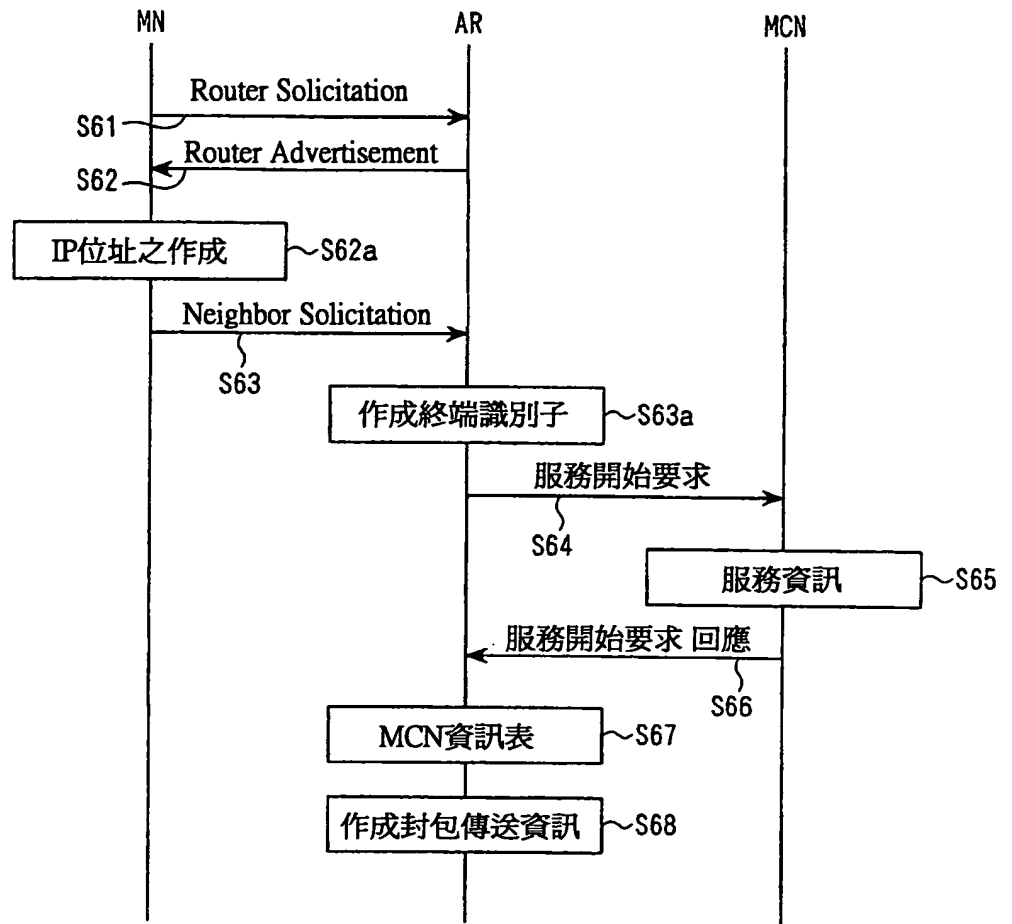 MN AR MCN
Router Solicitation
S61
Router Advertisement
S62
IP位址之作成
S62a
Neighbor Solicitation
S63
作成終端識別子
S63a
服務開始要求
S64
服務資訊
S65
服務開始要求 回應
S66
MCN資訊表
S67
作成封包傳送資訊
S68